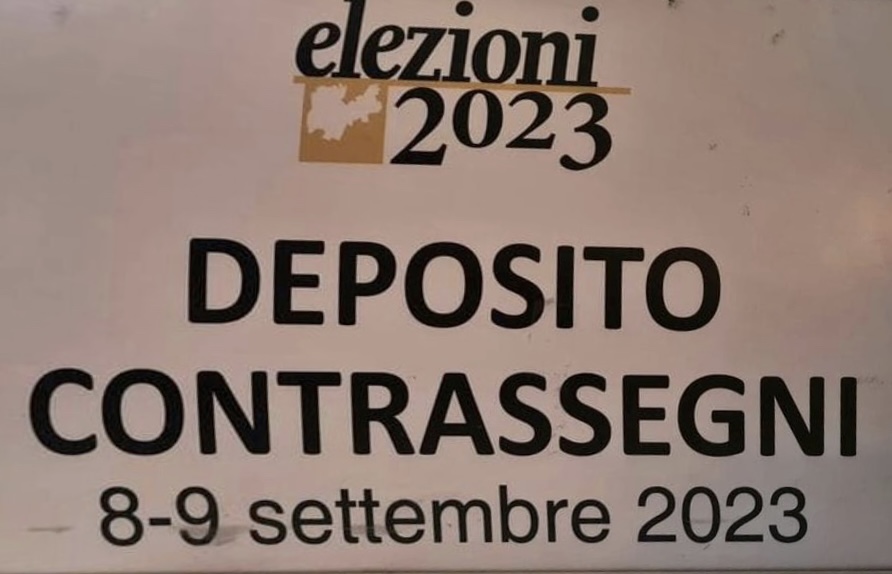 elezioni
2023
DEPOSITO
CONTRASSEGNI
8-9 settembre 2023